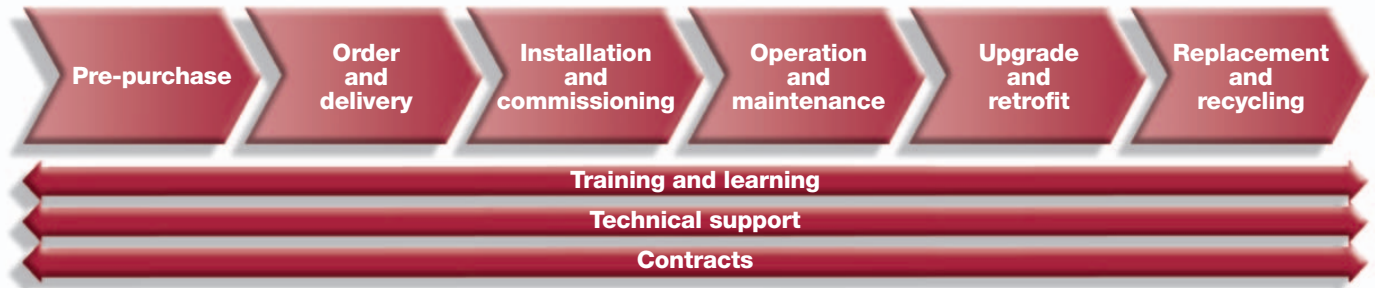 Pre-purchase
Order
and
delivery
Installation
and
commissioning
Operation
and
maintenance
Upgrade
and
retrofit
Replacement
and
recycling
Training and learning
Technical support
Contracts